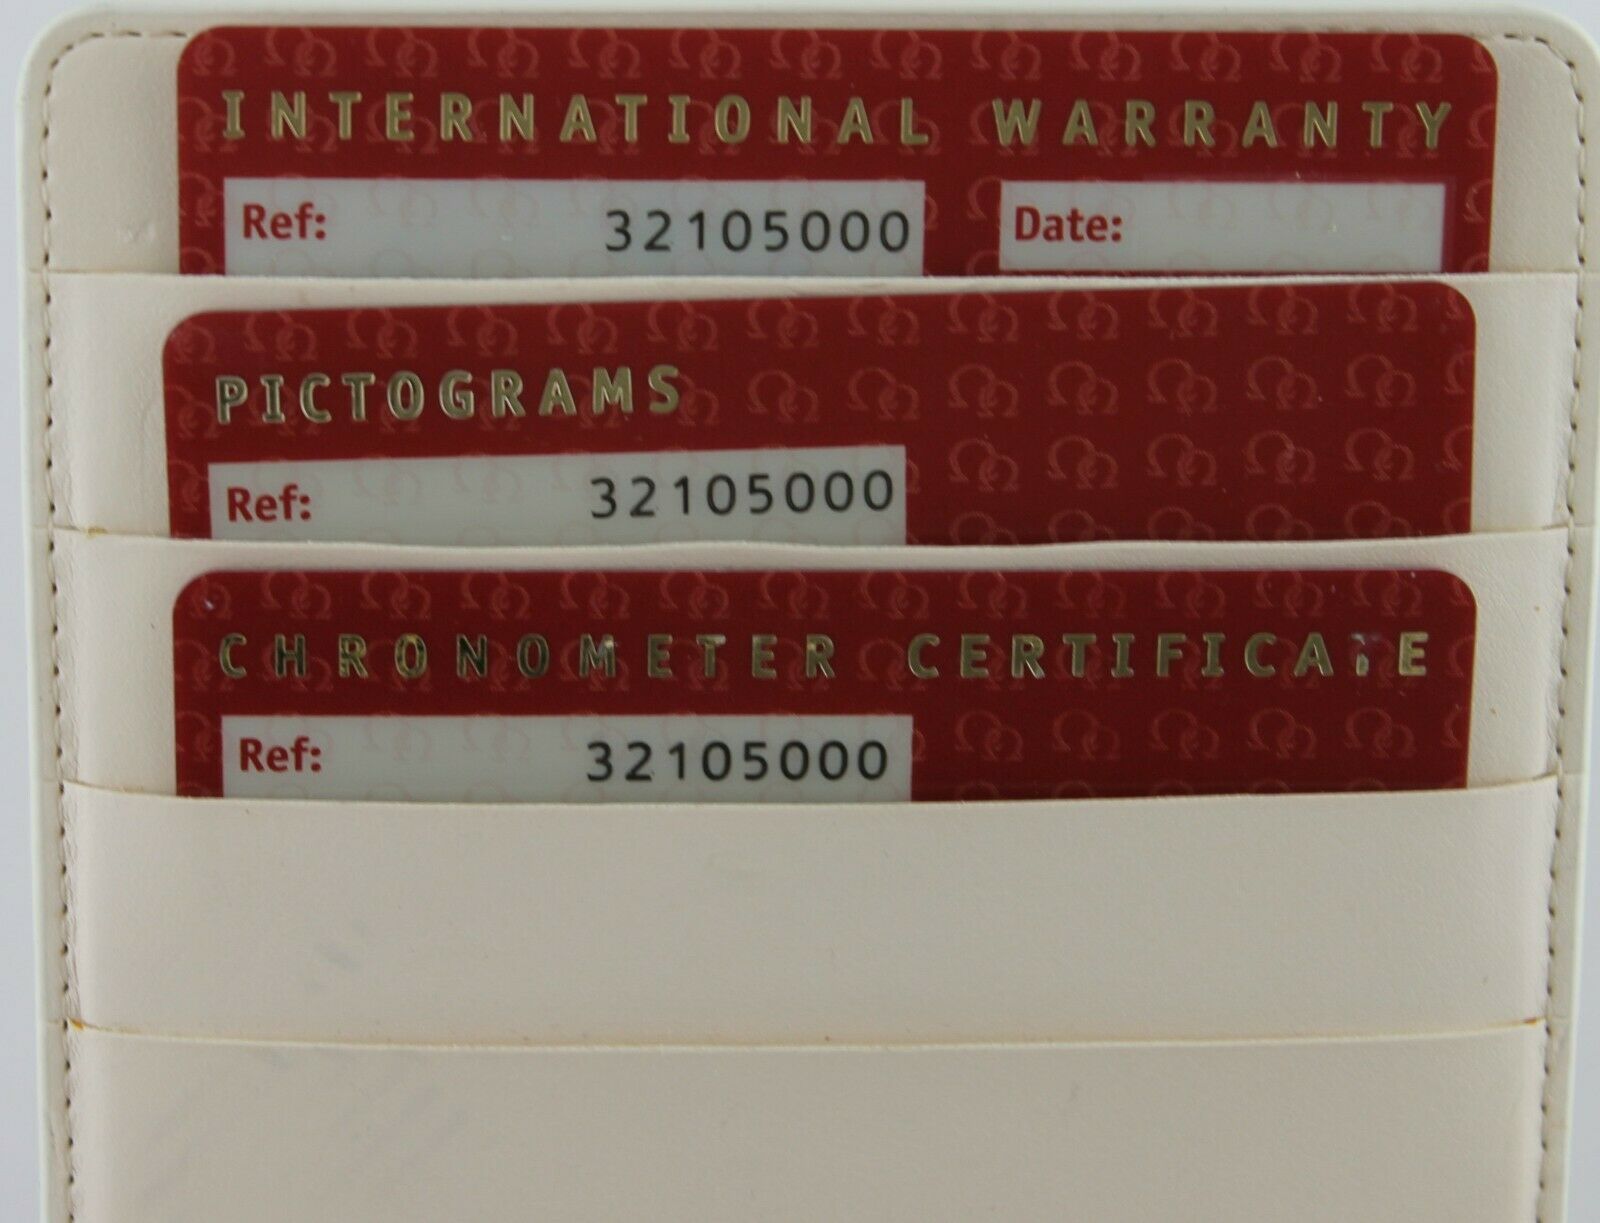 INTERNATIONAL WARRANTY
Ref: 32105000 Date:
PICTOGRAMS
Ref: 32105000
CHRONOMETER CERTIFICATE
Ref: 32105000